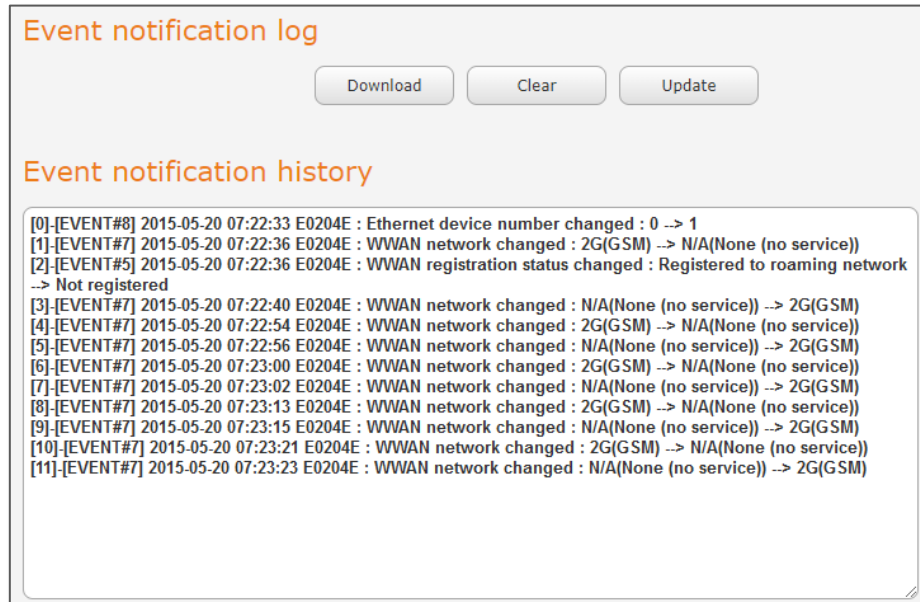 Event notification log
Download Clear Update
Event notification history
[0]-[EVENT#8] 2015-05-20 07:22:33 E0204E : Ethernet device number changed : 0 --> 1
[1]-[EVENT#7] 2015-05-20 07:22:36 E0204E : WWAN network changed : 2G(GSM) --> N/A(None (no service))
[2]-[EVENT#5] 2015-05-20 07:22:36 E0204E : WWAN registration status changed : Registered to roaming network
--> Not registered
[3]-[EVENT#7] 2015-05-20 07:22:40 E0204E : WWAN network changed : N/A(None (no service)) --> 2G(GSM)
[4]-[EVENT#7] 2015-05-20 07:22:54 E0204E : WWAN network changed : 2G(GSM) --> N/A(None (no service))
[5]-[EVENT#7] 2015-05-20 07:22:56 E0204E : WWAN network changed : N/A(None (no service)) --> 2G(GSM)
[6]-[EVENT#7] 2015-05-20 07:23:00 E0204E : WWAN network changed : 2G(GSM) --> N/A(None (no service))
[7]-[EVENT#7] 2015-05-20 07:23:02 E0204E : WWAN network changed : N/A(None (no service)) --> 2G(GSM)
[8]-[EVENT#7] 2015-05-20 07:23:13 E0204E : WWAN network changed : 2G(GSM) --> N/A(None (no service))
[9]-[EVENT#7] 2015-05-20 07:23:15 E0204E : WWAN network changed : N/A(None (no service)) --> 2G(GSM)
[10]-[EVENT#7] 2015-05-20 07:23:21 E0204E : WWAN network changed : 2G(GSM) --> N/A(None (no service))
[11]-[EVENT#7] 2015-05-20 07:23:23 E0204E : WWAN network changed : N/A(None (no service)) --> 2G(GSM)